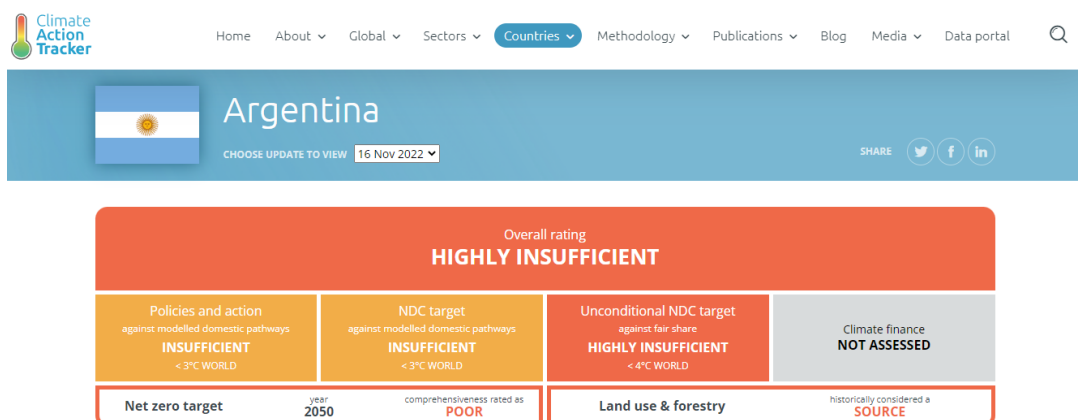 Climate
Action
Tracker
Home About Global Sectors Countries Methodology Publications Blog Media Data portal
Argentina
CHOOSE UPDATE TO VIEW 16 Nov 2022
SHARE
f in
Overall rating
HIGHLY INSUFFICIENT
Policies and action
against modelled domestic pathways
INSUFFICIENT
< 3°C WORLD
NDC target
against modelled domestic pathways
INSUFFICIENT
< 3°C WORLD
Unconditional NDC target
against fair share
HIGHLY INSUFFICIENT
< 4°C WORLD
Climate finance
NOT ASSESSED
Net zero target
year
2050
comprehensiveness rated as
POOR
Land use & forestry
historically considered a
SOURCE